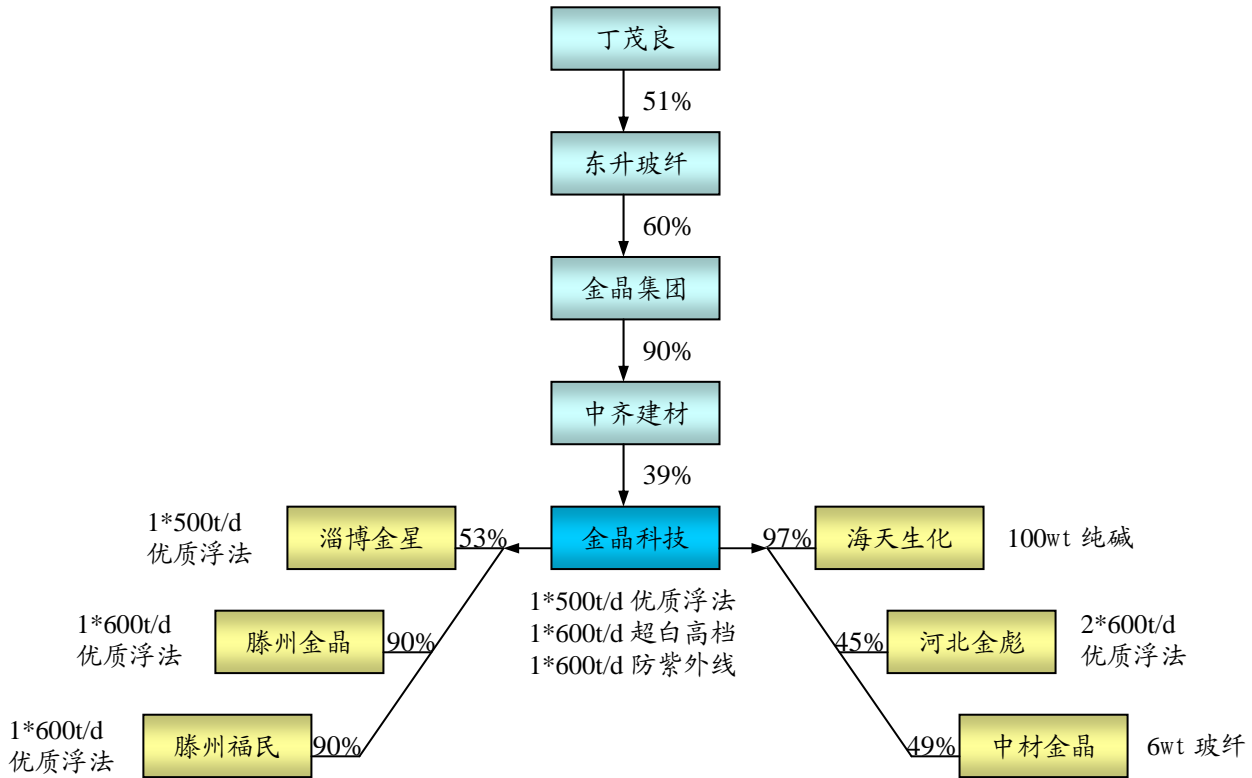 丁茂良
51%
东升玻纤
60%
金晶集团
90%
中齐建材
39%
1*500t/d
优质浮法
淄博金星
53%
金晶科技
97%
海天生化
100wt 纯碱
1*500t/d 优质浮法
1*600t/d 超白高档
1*600t/d 防紫外线
1*600t/d
优质浮法
滕州金晶
90%
45%
河北金彪
2*600t/d
优质浮法
1*600t/d
优质浮法
滕州福民
90%
49%
中材金晶
6wt 玻纤